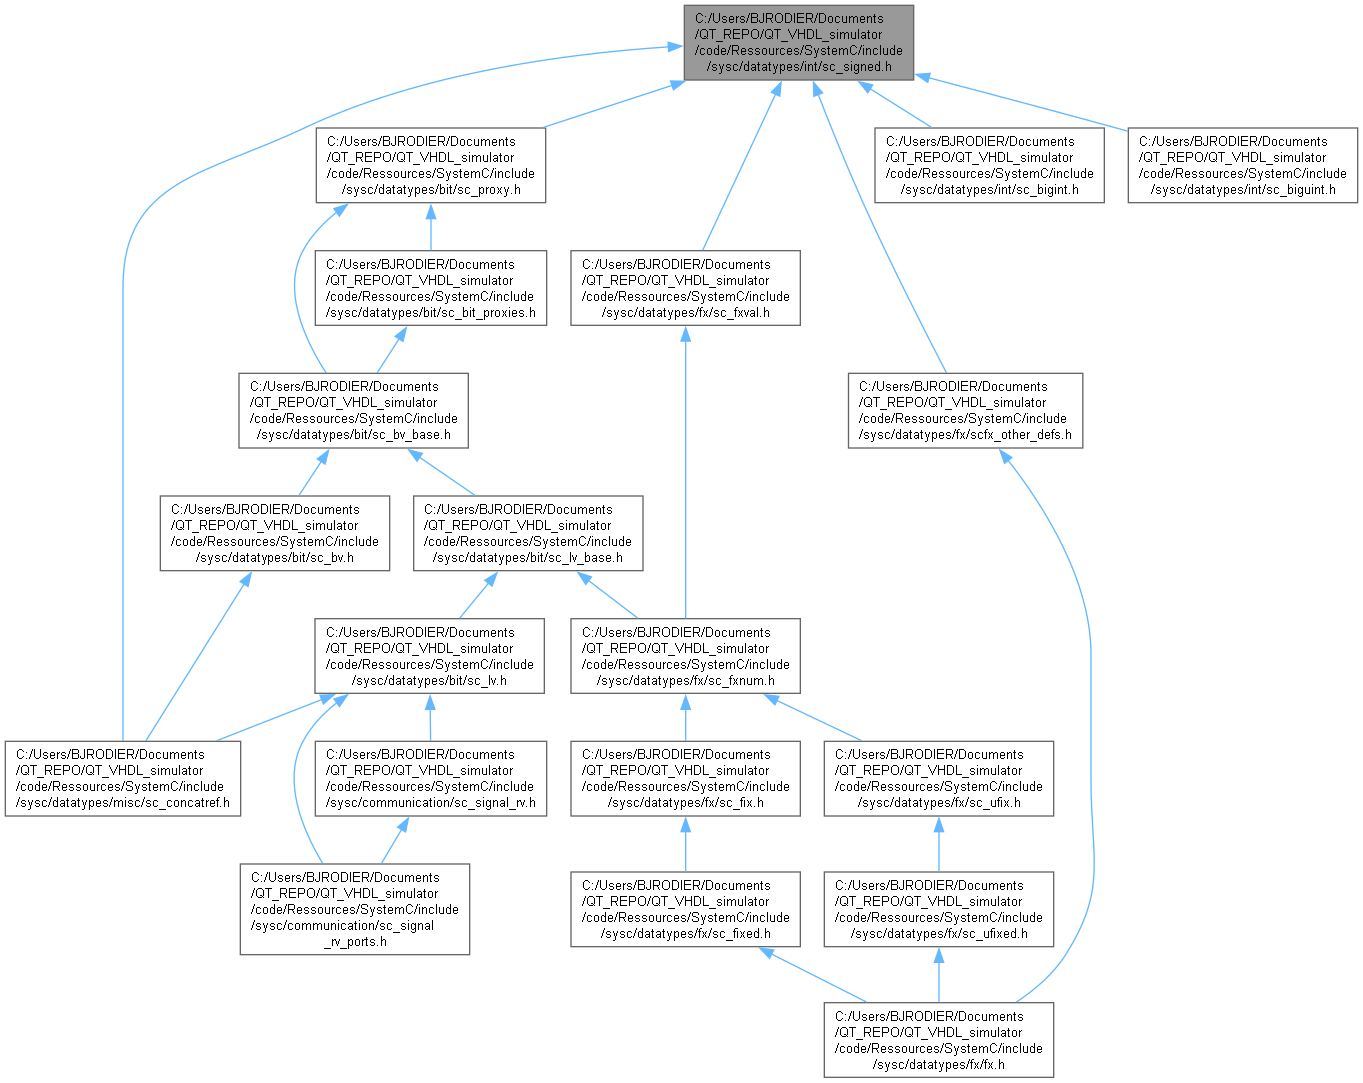 C:/Users/BJRODIER/Documents
/QT_REPO/QT_VHDL_simulator
/code/Ressources/SystemC/include
/sysc/datatypes/int/sc_signed.h
C:/Users/BJRODIER/Documents
/QT_REPO/QT_VHDL_simulator
/code/Ressources/SystemC/include
/sysc/datatypes/bit/sc_proxy.h
C:/Users/BJRODIER/Documents
/QT_REPO/QT_VHDL_simulator
/code/Ressources/SystemC/include
/sysc/datatypes/int/sc_bigint.h
C:/Users/BJRODIER/Documents
/QT_REPO/QT_VHDL_simulator
/code/Ressources/SystemC/include
/sysc/datatypes/int/sc_biguint.h
C:/Users/BJRODIER/Documents
/QT_REPO/QT_VHDL_simulator
/code/Ressources/SystemC/include
/sysc/datatypes/bit/sc_bit_proxies.h
C:/Users/BJRODIER/Documents
/QT_REPO/QT_VHDL_simulator
/code/Ressources/SystemC/include
/sysc/datatypes/fx/sc_fxval.h
C:/Users/BJRODIER/Documents
/QT_REPO/QT_VHDL_simulator
/code/Ressources/SystemC/include
/sysc/datatypes/bit/sc_bv_base.h
C:/Users/BJRODIER/Documents
/QT_REPO/QT_VHDL_simulator
/code/Ressources/SystemC/include
/sysc/datatypes/fx/scfx_other_defs.h
C:/Users/BJRODIER/Documents
/QT_REPO/QT_VHDL_simulator
/code/Ressources/SystemC/include
/sysc/datatypes/bit/sc_bv.h
C:/Users/BJRODIER/Documents
/QT_REPO/QT_VHDL_simulator
/code/Ressources/SystemC/include
/sysc/datatypes/bit/sc_lv_base.h
C:/Users/BJRODIER/Documents
/QT_REPO/QT_VHDL_simulator
/code/Ressources/SystemC/include
/sysc/datatypes/bit/sc_lv.h
C:/Users/BJRODIER/Documents
/QT_REPO/QT_VHDL_simulator
/code/Ressources/SystemC/include
/sysc/datatypes/fx/sc_fxnum.h
C:/Users/BJRODIER/Documents
/QT_REPO/QT_VHDL_simulator
/code/Ressources/SystemC/include
/sysc/datatypes/misc/sc_concatref.h
C:/Users/BJRODIER/Documents
/QT_REPO/QT_VHDL_simulator
/code/Ressources/SystemC/include
/sysc/communication/sc_signal_rv.h
C:/Users/BJRODIER/Documents
/QT_REPO/QT_VHDL_simulator
/code/Ressources/SystemC/include
/sysc/datatypes/fx/sc_fix.h
C:/Users/BJRODIER/Documents
/QT_REPO/QT_VHDL_simulator
/code/Ressources/SystemC/include
/sysc/datatypes/fx/sc_ufix.h
C:/Users/BJRODIER/Documents
/QT_REPO/QT_VHDL_simulator
/code/Ressources/SystemC/include
/sysc/communication/sc_signal
_rv_ports.h
C:/Users/BJRODIER/Documents
/QT_REPO/QT_VHDL_simulator
/code/Ressources/SystemC/include
/sysc/datatypes/fx/sc_fixed.h
C:/Users/BJRODIER/Documents
/QT_REPO/QT_VHDL_simulator
/code/Ressources/SystemC/include
/sysc/datatypes/fx/sc_ufixed.h
C:/Users/BJRODIER/Documents
/QT_REPO/QT_VHDL_simulator
/code/Ressources/SystemC/include
/sysc/datatypes/fx/fx.h